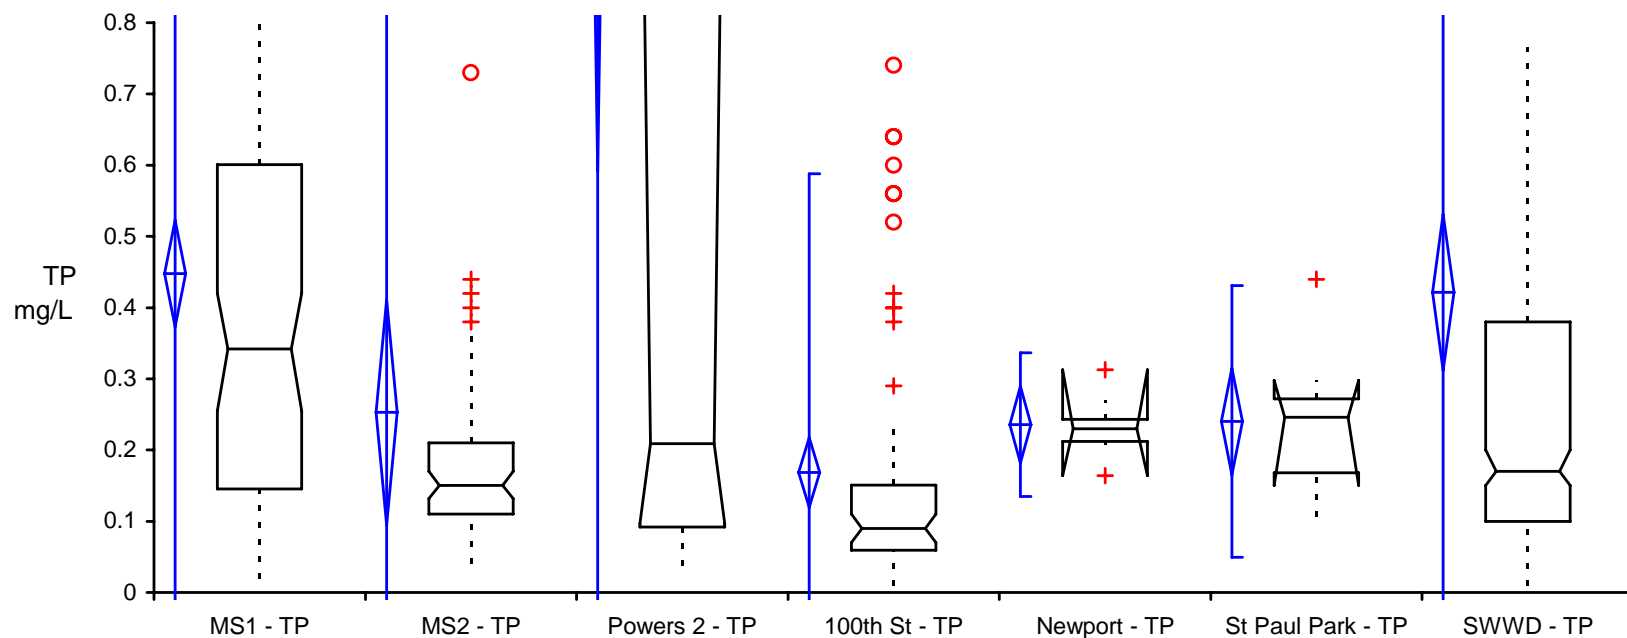 0.8
0.7
0.6
0.5
0.4
0.3
0.2
0.1
0
TP
mg/L
MS1 - TP
MS2 - TP
Powers 2 - TP
100th St - TP
Newport - TP
St Paul Park - TP
SWWD - TP